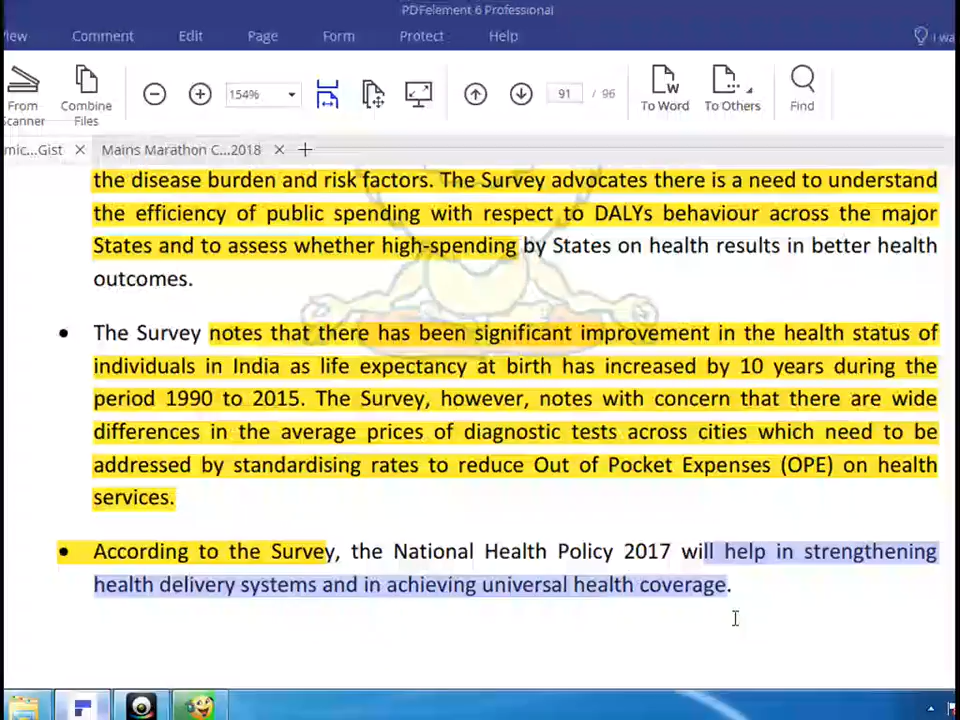 PDFelement 6 Professional
View Comment Edit Page Form Protect Help I wa
From Scanner
Combine Files
154%
91 / 96
To Word
To Others
Find
mic...Gist × Mains Marathon C...2018 × +
the disease burden and risk factors. The Survey advocates there is a need to understand
the efficiency of public spending with respect to DALYs behaviour across the major
States and to assess whether high-spending by States on health results in better health
outcomes.
• The Survey notes that there has been significant improvement in the health status of
individuals in India as life expectancy at birth has increased by 10 years during the
period 1990 to 2015. The Survey, however, notes with concern that there are wide
differences in the average prices of diagnostic tests across cities which need to be
addressed by standardising rates to reduce Out of Pocket Expenses (OPE) on health
services.
• According to the Survey, the National Health Policy 2017 will help in strengthening
health delivery systems and in achieving universal health coverage.